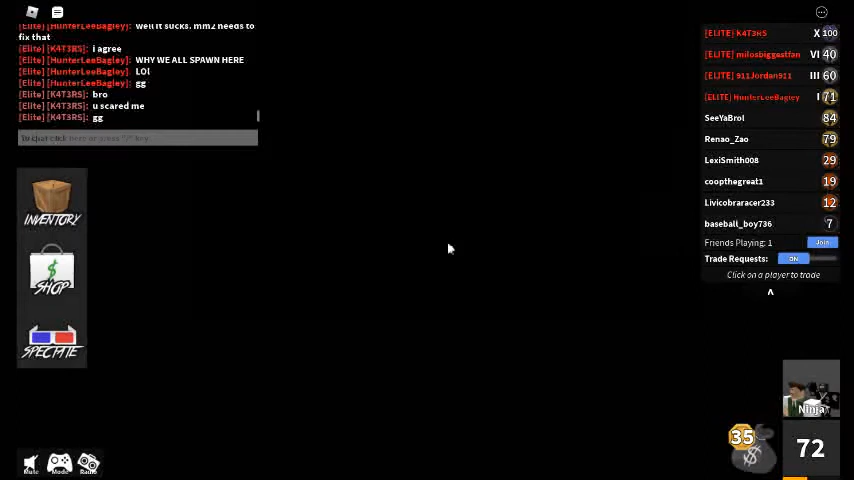 [Elite] [HunterLeeBagley]: well it sucks. mm2 needs to
fix that
[Elite] [K4T3RS]: i agree
[Elite] [HunterLeeBagley]: WHY WE ALL SPAWN HERE
[Elite] [HunterLeeBagley]: LOl
[Elite] [HunterLeeBagley]: gg
[Elite] [K4T3RS]: bro
[Elite] [K4T3RS]: u scared me
[Elite] [K4T3RS]: gg
INVENTORY
SHOP
SPECTATE
Mute
Mode
Radio
[ELITE] K4T3RS X 100
[ELITE] milosbiggestfan VI 40
[ELITE] 911Jordan911 III 60
[ELITE] HunterLeeBagley I 71
SeeYaBrol 84
Renao_Zao 79
LexiSmith008 29
coopthegreat1 19
Livicobraracer233 12
baseball_boy736 7
Friends Playing: 1 Join
Trade Requests: ON
Click on a player to trade
^
Ninja
35
72